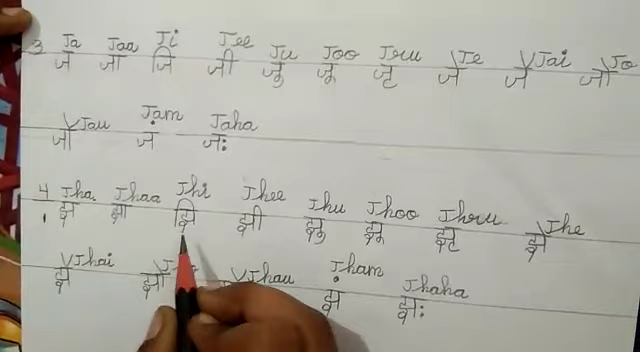 3 Ja Jaa Ji Jee Ju Joo Jru Je Jai Jo
ज जा जि जी जु जू जृ जे जै जो
Jau Jam Jaha
जौ जं जः
4 Jha Jhaa Jhi Jhee Jhu Jhoo Jhru Jhe
झ झा झि झी झु झू झृ झे
Jhai Jhau Jham Jhaha
झै झो झं झः